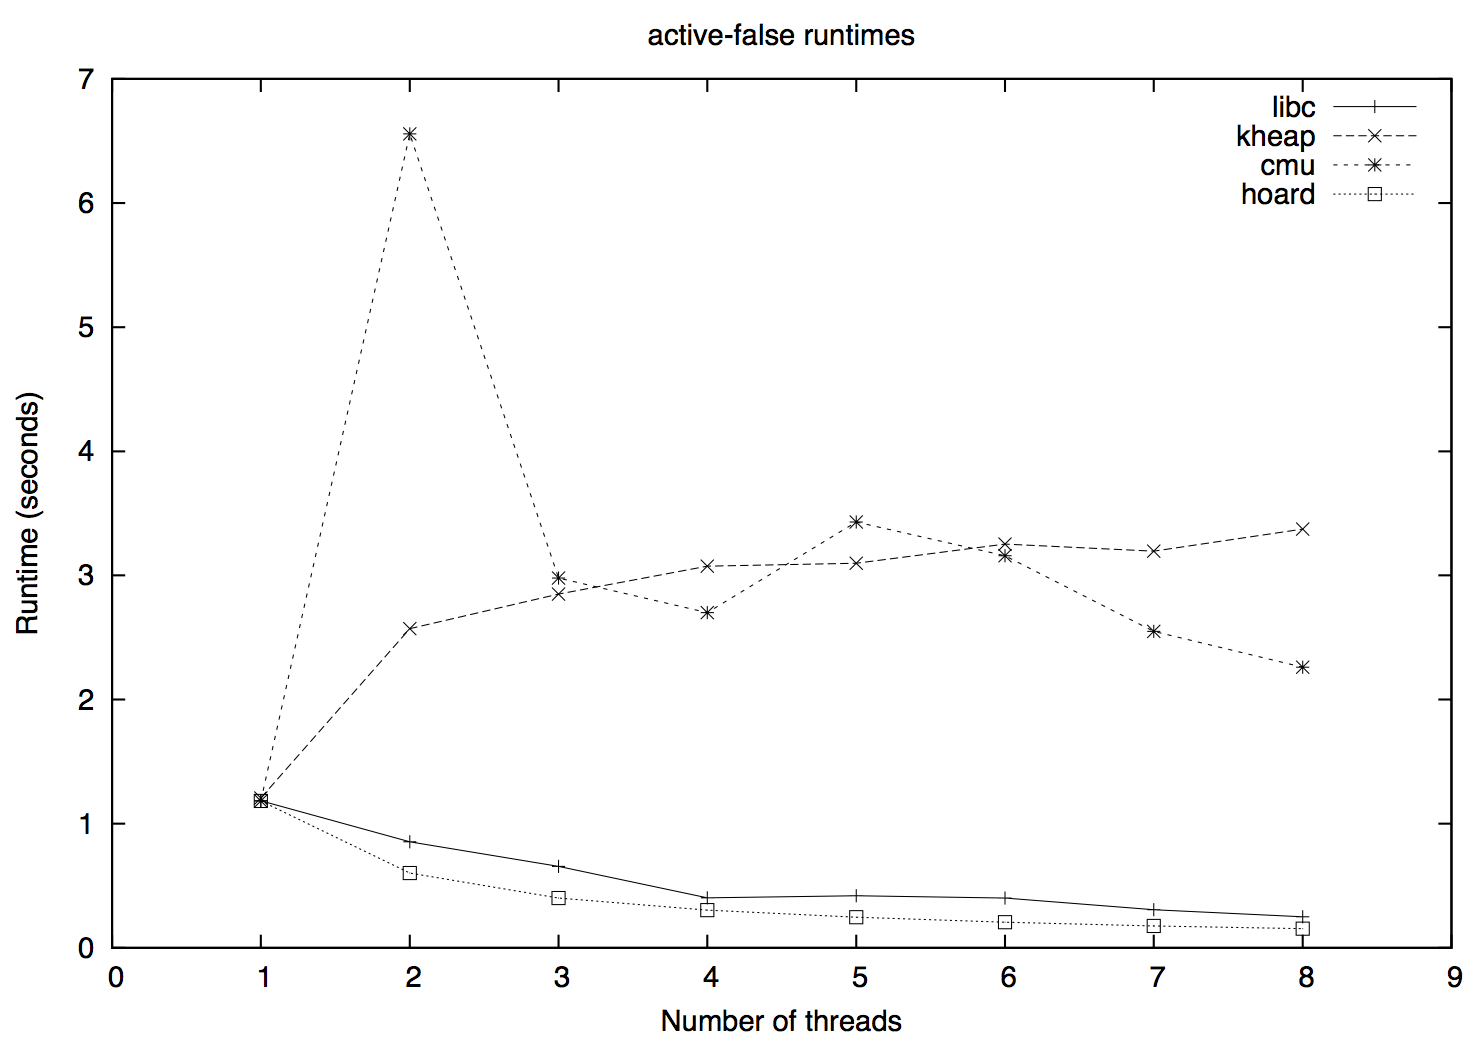 active-false runtimes
7
6
5
4
3
2
1
0
libc
kheap
cmu
hoard
Runtime (seconds)
0 1 2 3 4 5 6 7 8 9
Number of threads